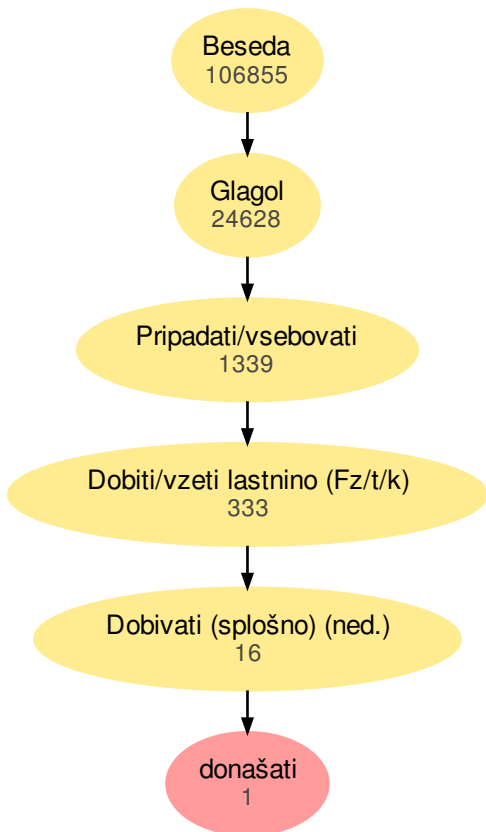 Beseda
106855
Glagol
24628
Pripadati/vsebovati
1339
Dobiti/vzeti lastnino (Fz/t/k)
333
Dobivati (splošno) (ned.)
16
donašati
1